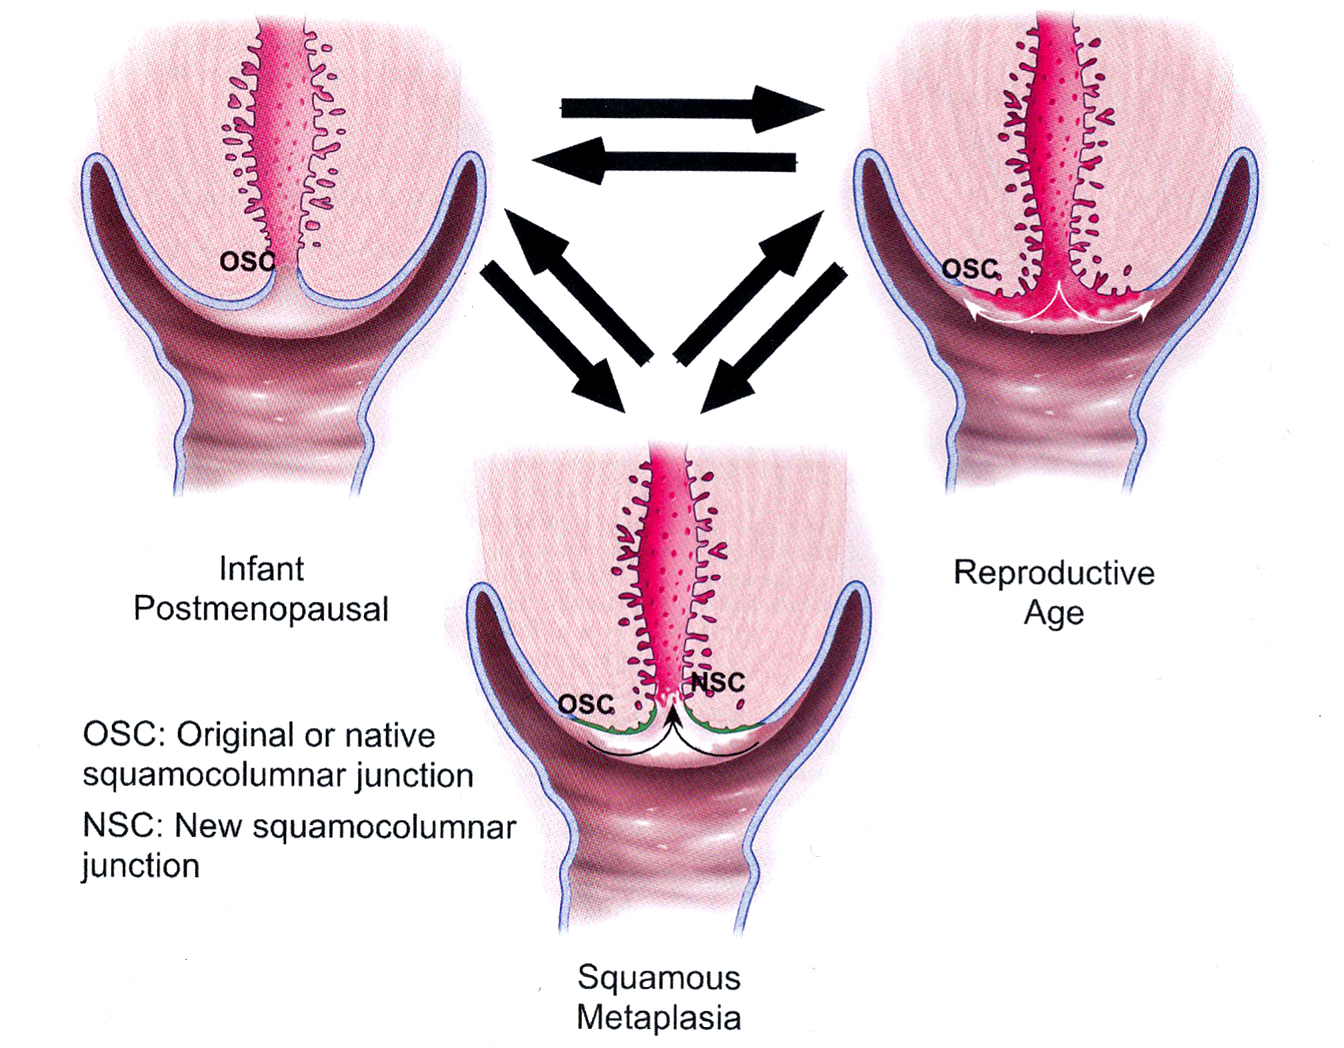 OSC
OSC
Infant
Postmenopausal
Reproductive
Age
OSC
NSC
OSC: Original or native
squamocolumnar junction
NSC: New squamocolumnar
junction
Squamous
Metaplasia